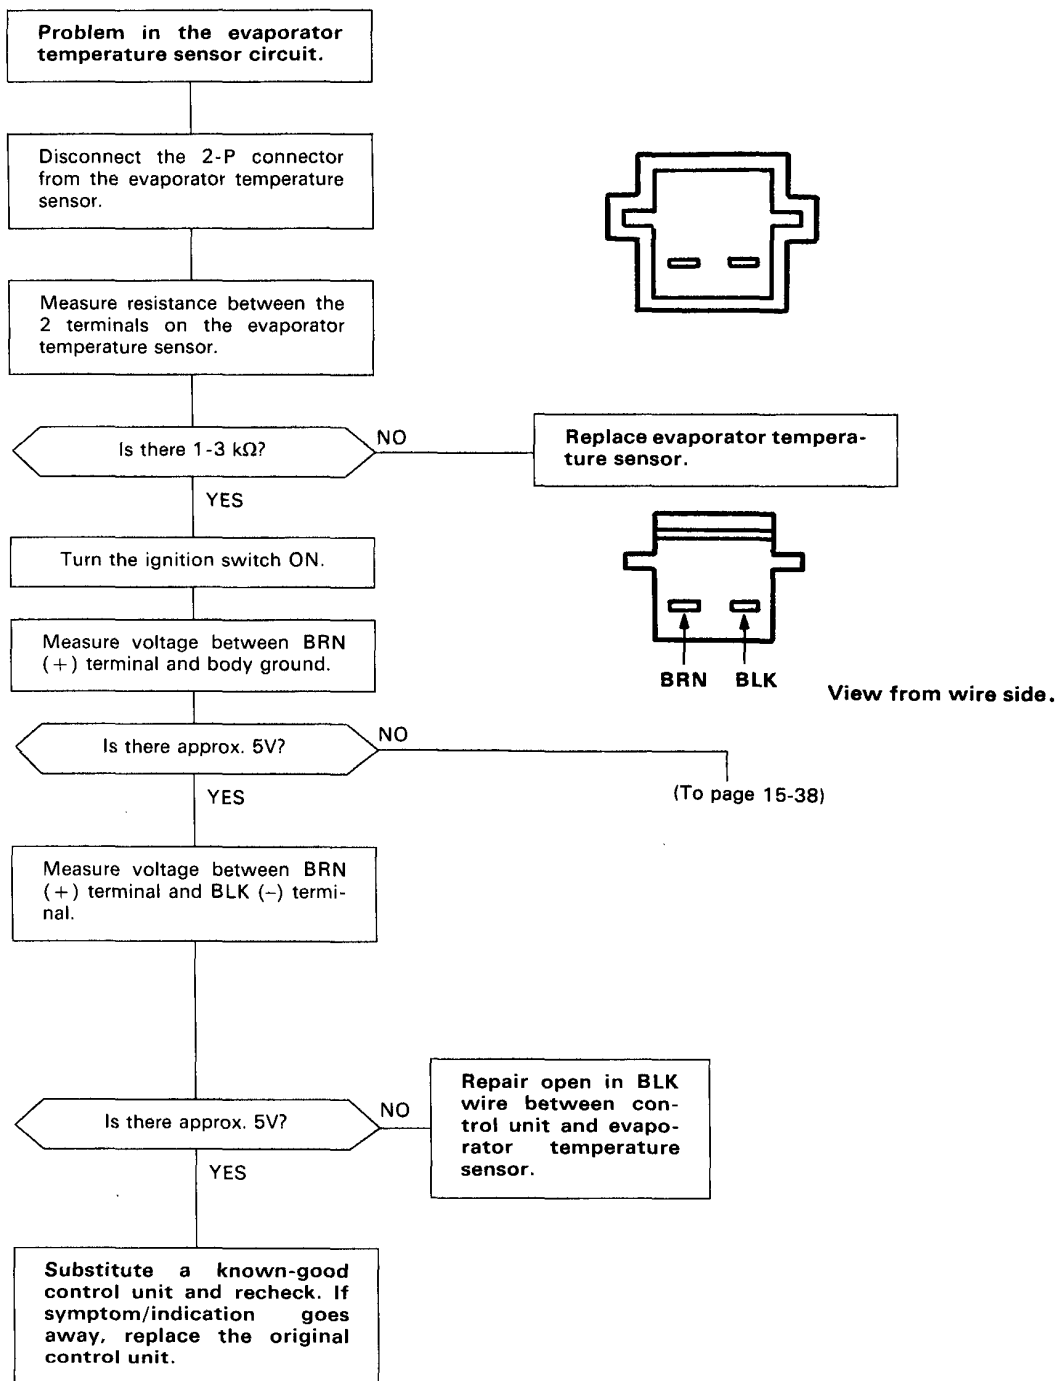 Problem in the evaporator
temperature sensor circuit.
Disconnect the 2-P connector
from the evaporator temperature
sensor.
Measure resistance between the
2 terminals on the evaporator
temperature sensor.
Is there 1-3 kΩ?
NO
Replace evaporator tempera-
ture sensor.
YES
Turn the ignition switch ON.
Measure voltage between BRN
(+) terminal and body ground.
BRN BLK
View from wire side.
Is there approx. 5V?
NO
(To page 15-38)
YES
Measure voltage between BRN
(+) terminal and BLK (–) termi-
nal.
Is there approx. 5V?
NO
Repair open in BLK
wire between con-
trol unit and evapo-
rator temperature
sensor.
YES
Substitute a known-good
control unit and recheck. If
symptom/indication goes
away, replace the original
control unit.